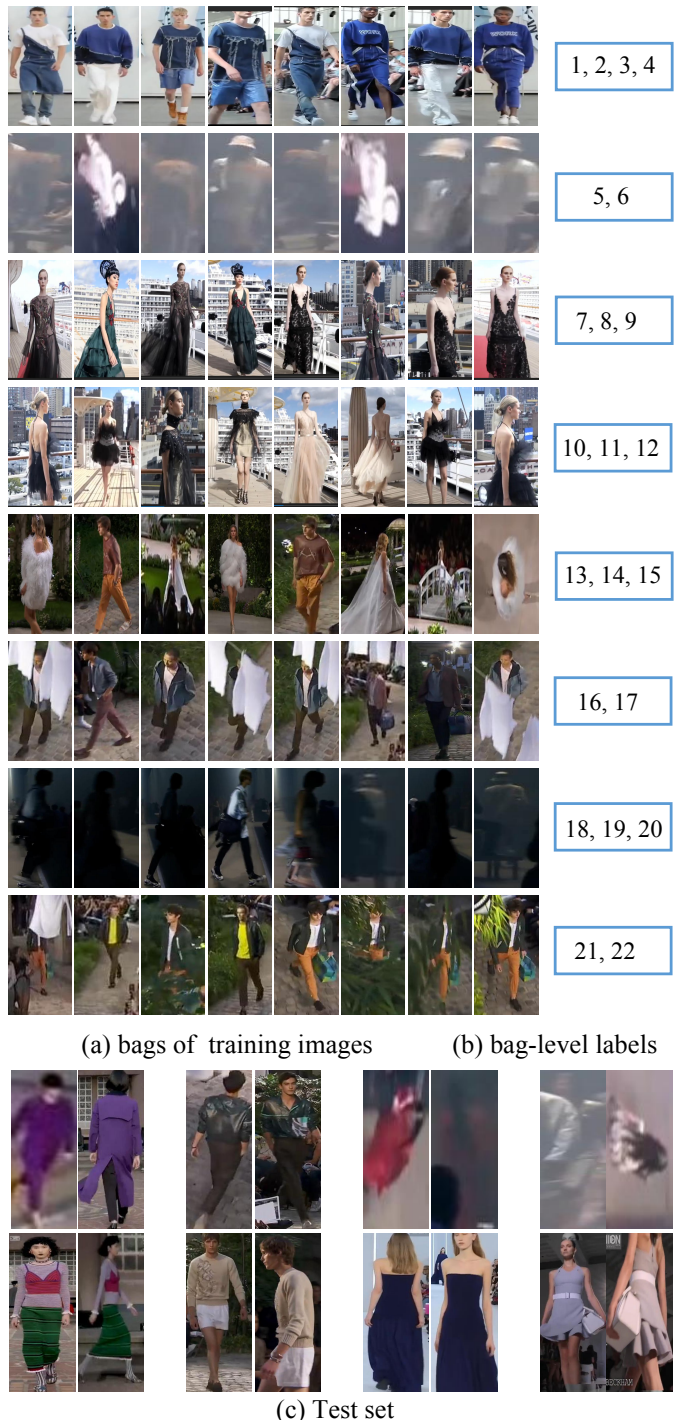 1, 2, 3, 4
5, 6
7, 8, 9
10, 11, 12
13, 14, 15
16, 17
18, 19, 20
21, 22
(a) bags of training images
(b) bag-level labels
BECKHAM
(c) Test set